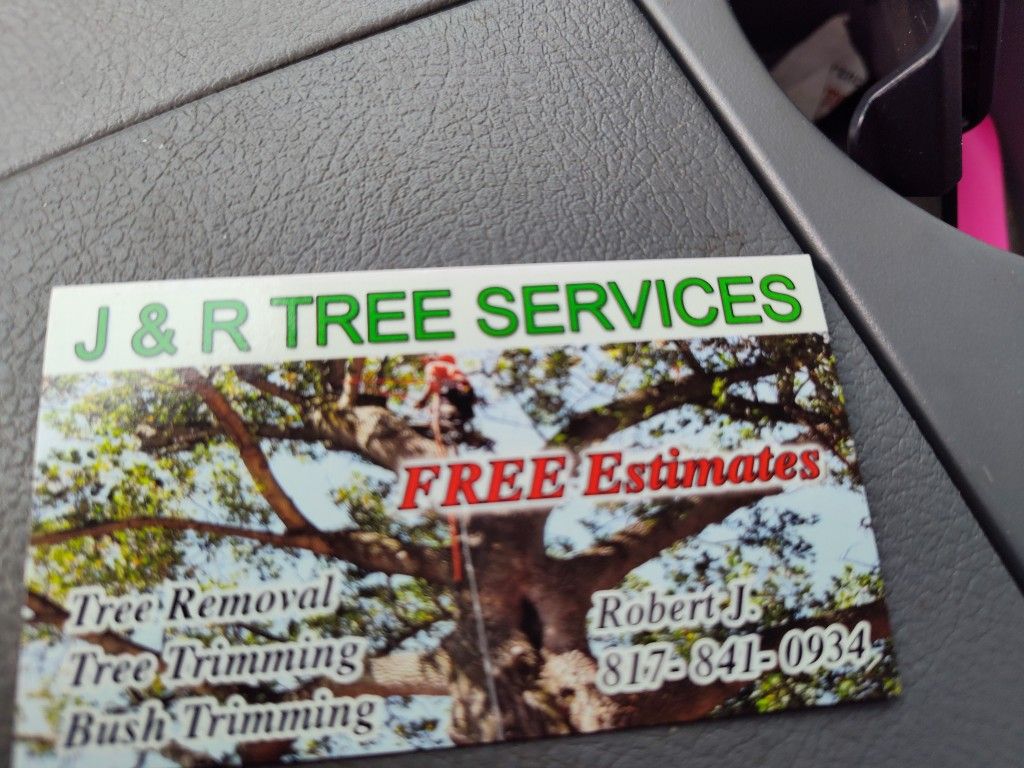 J & R TREE SERVICES
FREE Estimates
Tree Removal
Tree Trimming
Bush Trimming
Robert J.
817-841-0934